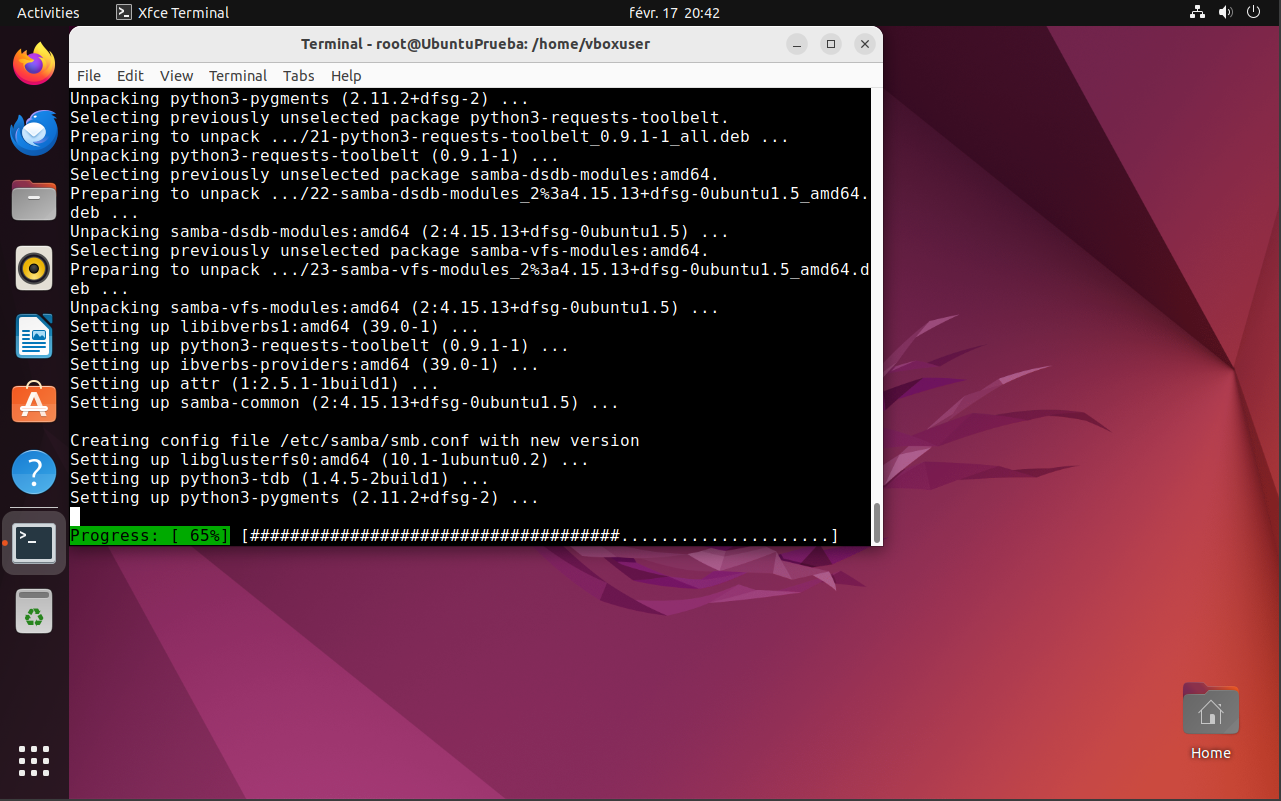 Activities Xfce Terminal févr. 17 20:42
Terminal - root@UbuntuPrueba: /home/vboxuser
File Edit View Terminal Tabs Help
Unpacking python3-pygments (2.11.2+dfsg-2) ...
Selecting previously unselected package python3-requests-toolbelt.
Preparing to unpack .../21-python3-requests-toolbelt_0.9.1-1_all.deb ...
Unpacking python3-requests-toolbelt (0.9.1-1) ...
Selecting previously unselected package samba-dsdb-modules:amd64.
Preparing to unpack .../22-samba-dsdb-modules_2%3a4.15.13+dfsg-0ubuntu1.5_amd64.
deb ...
Unpacking samba-dsdb-modules:amd64 (2:4.15.13+dfsg-0ubuntu1.5) ...
Selecting previously unselected package samba-vfs-modules:amd64.
Preparing to unpack .../23-samba-vfs-modules_2%3a4.15.13+dfsg-0ubuntu1.5_amd64.d
eb ...
Unpacking samba-vfs-modules:amd64 (2:4.15.13+dfsg-0ubuntu1.5) ...
Setting up libibverbs1:amd64 (39.0-1) ...
Setting up python3-requests-toolbelt (0.9.1-1) ...
Setting up ibverbs-providers:amd64 (39.0-1) ...
Setting up attr (1:2.5.1-1build1) ...
Setting up samba-common (2:4.15.13+dfsg-0ubuntu1.5) ...
Creating config file /etc/samba/smb.conf with new version
Setting up libglusterfs0:amd64 (10.1-1ubuntu0.2) ...
Setting up python3-tdb (1.4.5-2build1) ...
Setting up python3-pygments (2.11.2+dfsg-2) ...
Progress: [ 65%] [#####################################.....................]
Home